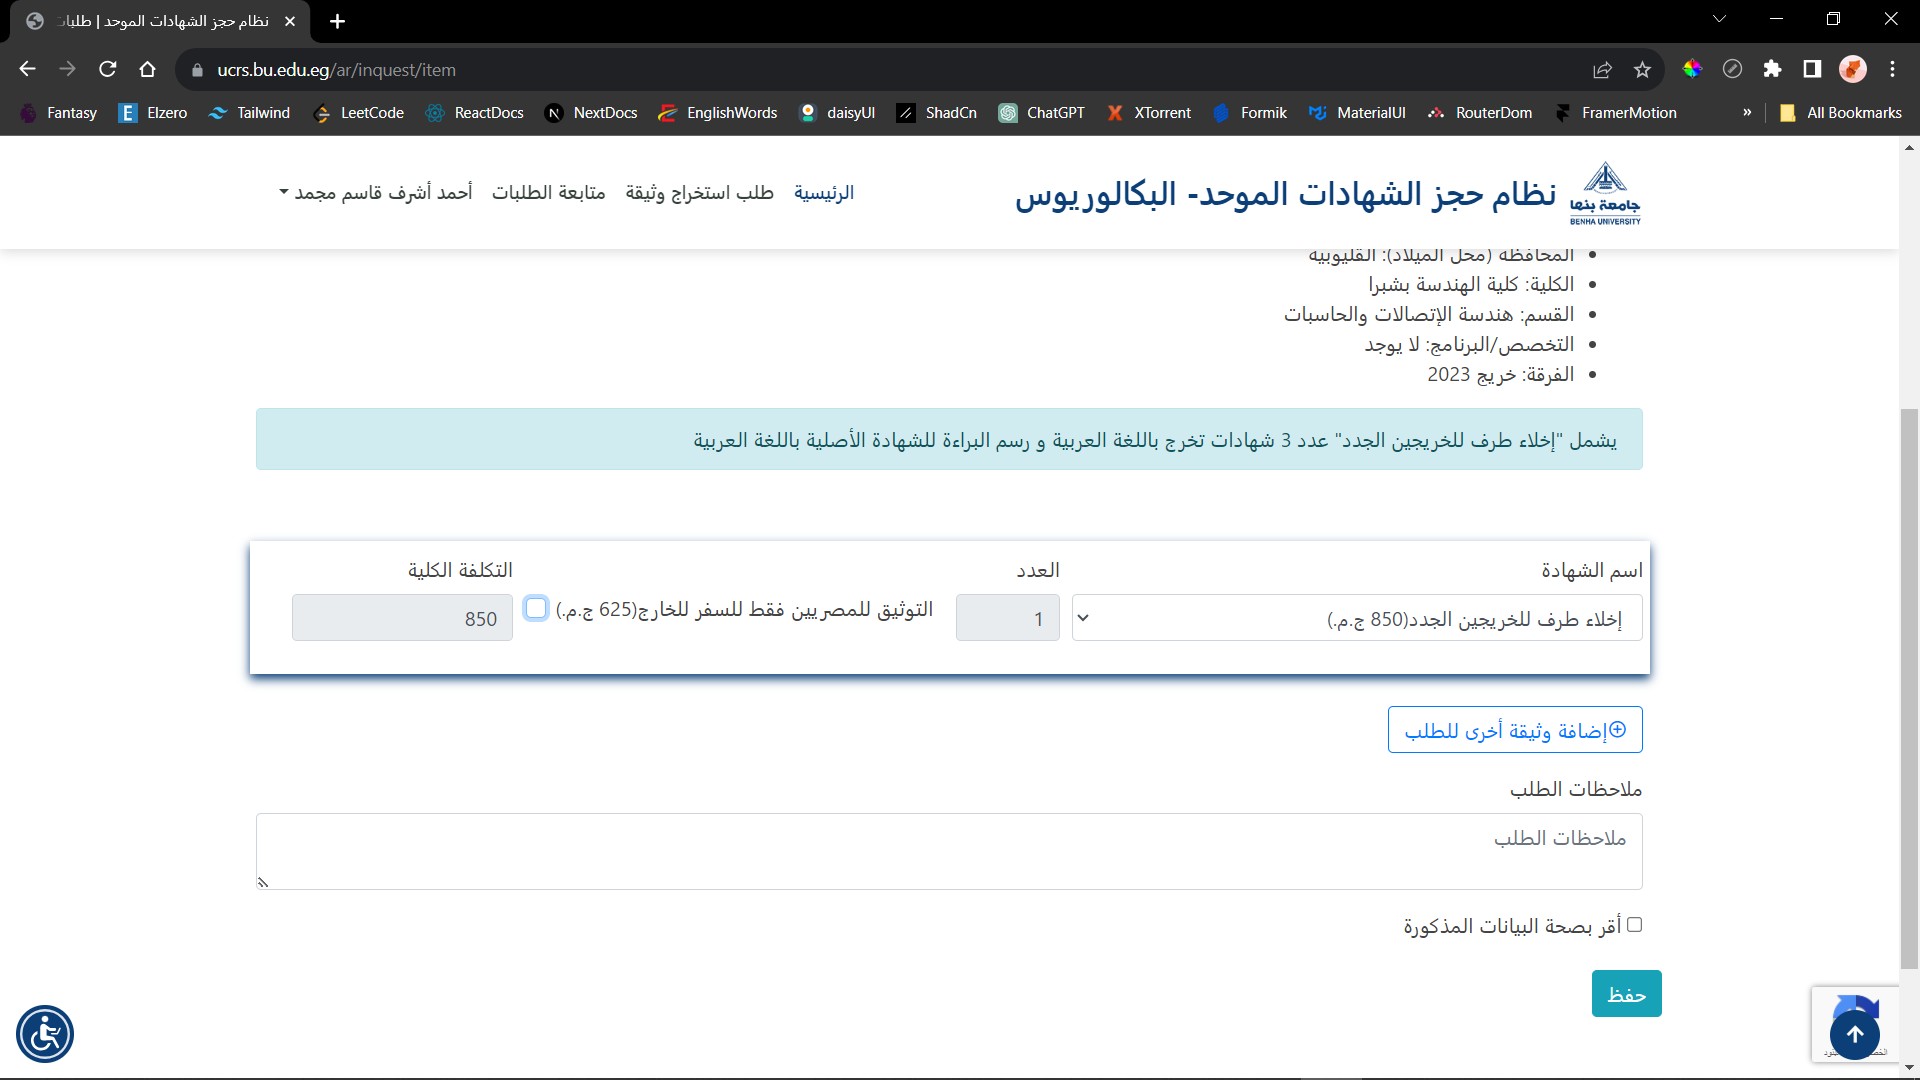 نظام حجز الشهادات الموحد | طلبات
ucrs.bu.edu.eg/ar/inquest/item
Fantasy
Elzero
Tailwind
LeetCode
ReactDocs
NextDocs
EnglishWords
daisyUI
ShadCn
ChatGPT
XTorrent
Formik
MaterialUI
RouterDom
FramerMotion
»
All Bookmarks
جامعة بنها
BENHA UNIVERSITY
نظام حجز الشهادات الموحد- البكالوريوس
الرئيسية
طلب استخراج وثيقة
متابعة الطلبات
أحمد أشرف قاسم مجمد
المحافظة (محل الميلاد): القليوبية
الكلية: كلية الهندسة بشبرا
القسم: هندسة الإتصالات والحاسبات
التخصص/البرنامج: لا يوجد
الفرقة: خريج 2023
يشمل "إخلاء طرف للخريجين الجدد" عدد 3 شهادات تخرج باللغة العربية و رسم البراءة للشهادة الأصلية باللغة العربية
اسم الشهادة
العدد
التكلفة الكلية
إخلاء طرف للخريجين الجدد(850 ج.م.)
1
التوثيق للمصريين فقط للسفر للخارج(625 ج.م.)
850
إضافة وثيقة أخرى للطلب
ملاحظات الطلب
ملاحظات الطلب
أقر بصحة البيانات المذكورة
حفظ